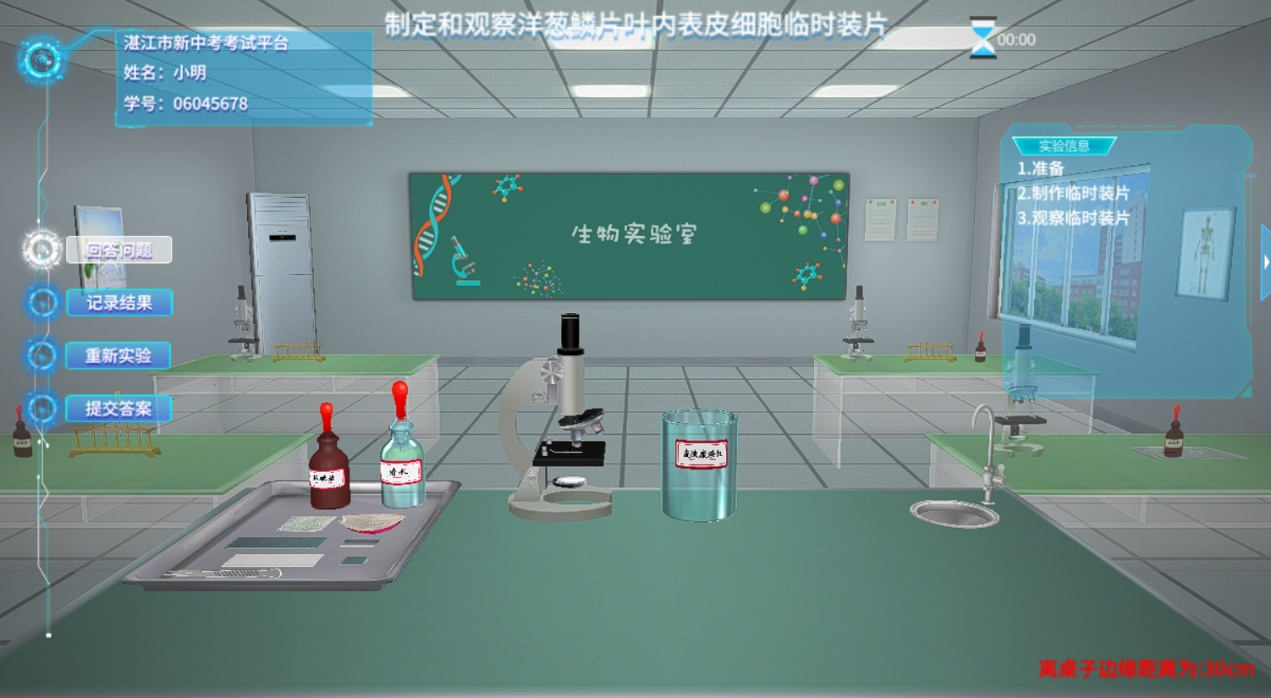 制定和观察洋葱鳞片叶内表皮细胞临时装片
00:00
湛江市新中考考试平台
姓名：小明
学号：06045678
实验信息
1.准备
2.制作临时装片
3.观察临时装片
生物实验室
回答问题
记录结果
重新实验
提交答案
清水
离桌子边缘距离为:30cm